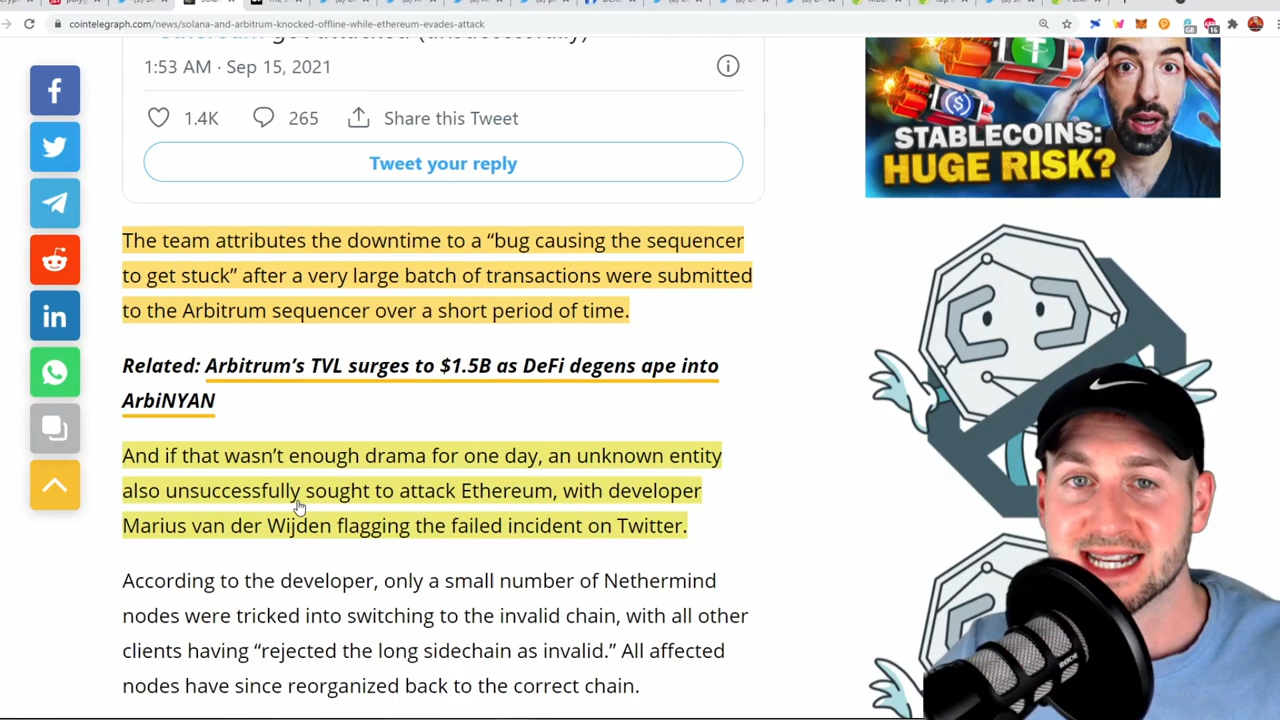 cointelegraph.com/news/solana-and-arbitrum-knocked-offline-while-ethereum-evades-attack
1:53 AM · Sep 15, 2021
1.4K
265
Share this Tweet
Tweet your reply
The team attributes the downtime to a “bug causing the sequencer
to get stuck” after a very large batch of transactions were submitted
to the Arbitrum sequencer over a short period of time.
Related: Arbitrum’s TVL surges to $1.5B as DeFi degens ape into
ArbiNYAN
And if that wasn’t enough drama for one day, an unknown entity
also unsuccessfully sought to attack Ethereum, with developer
Marius van der Wijden flagging the failed incident on Twitter.
According to the developer, only a small number of Nethermind
nodes were tricked into switching to the invalid chain, with all other
clients having “rejected the long sidechain as invalid.” All affected
nodes have since reorganized back to the correct chain.
STABLECOINS:
HUGE RISK?
in
RODE